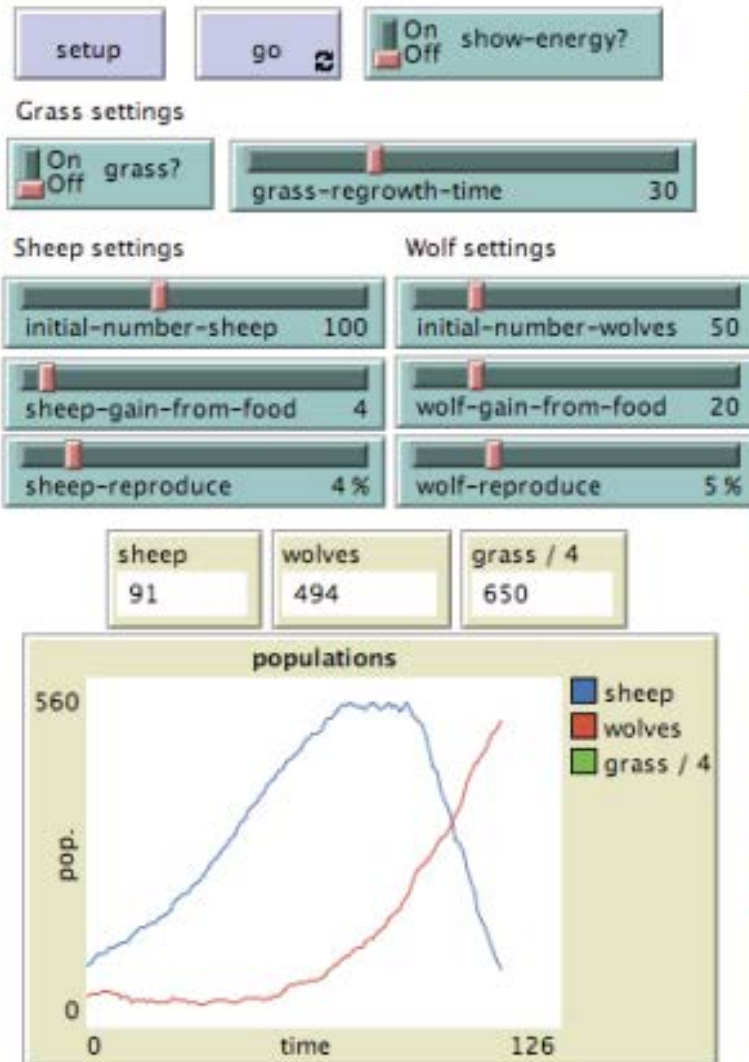 setup
go
On
Off
show-energy?
Grass settings
On
Off
grass?
grass-regrowth-time 30
Sheep settings
Wolf settings
initial-number-sheep 100
initial-number-wolves 50
sheep-gain-from-food 4
wolf-gain-from-food 20
sheep-reproduce 4 %
wolf-reproduce 5 %
sheep
91
wolves
494
grass / 4
650
populations
560
pop.
0
0 time 126
sheep
wolves
grass / 4